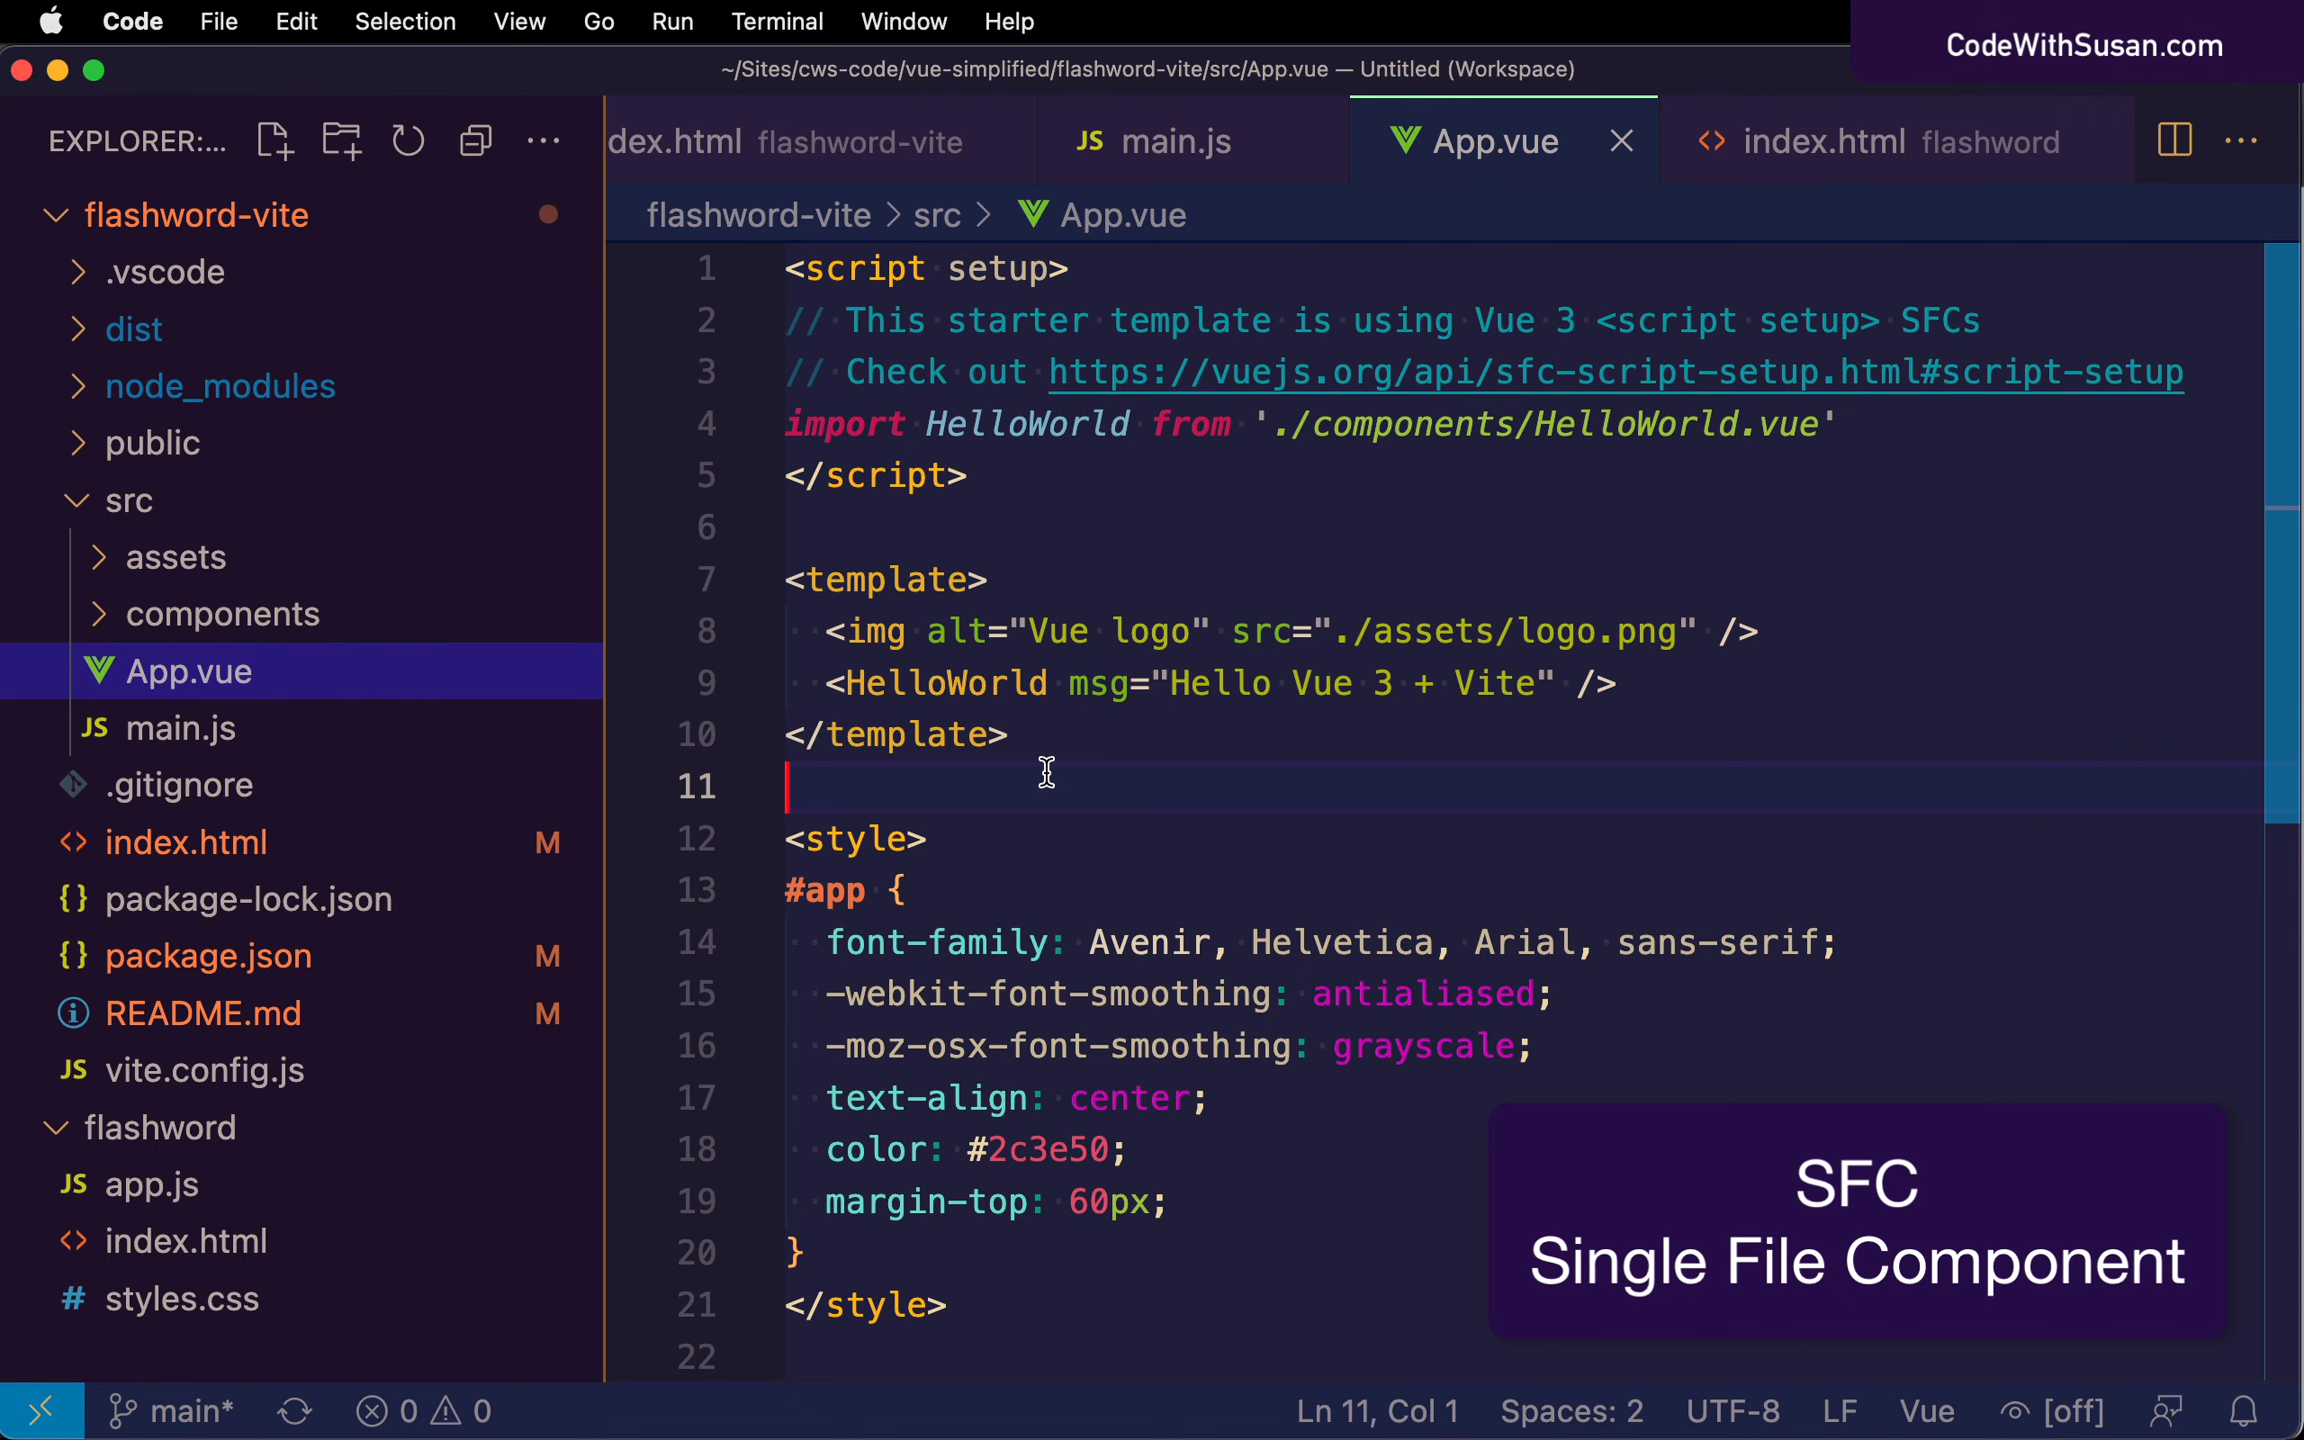 Code File Edit Selection View Go Run Terminal Window Help
CodeWithSusan.com
~/Sites/cws-code/vue-simplified/flashword-vite/src/App.vue — Untitled (Workspace)
EXPLORER:...
dex.html flashword-vite
JS main.js
App.vue
<> index.html flashword
flashword-vite > src > App.vue
flashword-vite
.vscode
dist
node_modules
public
src
assets
components
App.vue
JS main.js
.gitignore
<> index.html M
{} package-lock.json
{} package.json M
README.md M
JS vite.config.js
flashword
JS app.js
<> index.html
# styles.css
1 <script setup>
2 // This starter template is using Vue 3 <script setup> SFCs
3 // Check out https://vuejs.org/api/sfc-script-setup.html#script-setup
4 import HelloWorld from './components/HelloWorld.vue'
5 </script>
6
7 <template>
8 <img alt="Vue logo" src="./assets/logo.png" />
9 <HelloWorld msg="Hello Vue 3 + Vite" />
10 </template>
11
12 <style>
13 #app {
14 font-family: Avenir, Helvetica, Arial, sans-serif;
15 -webkit-font-smoothing: antialiased;
16 -moz-osx-font-smoothing: grayscale;
17 text-align: center;
18 color: #2c3e50;
19 margin-top: 60px;
20 }
21 </style>
22
SFC
Single File Component
main* 0 0 Ln 11, Col 1 Spaces: 2 UTF-8 LF Vue [off]